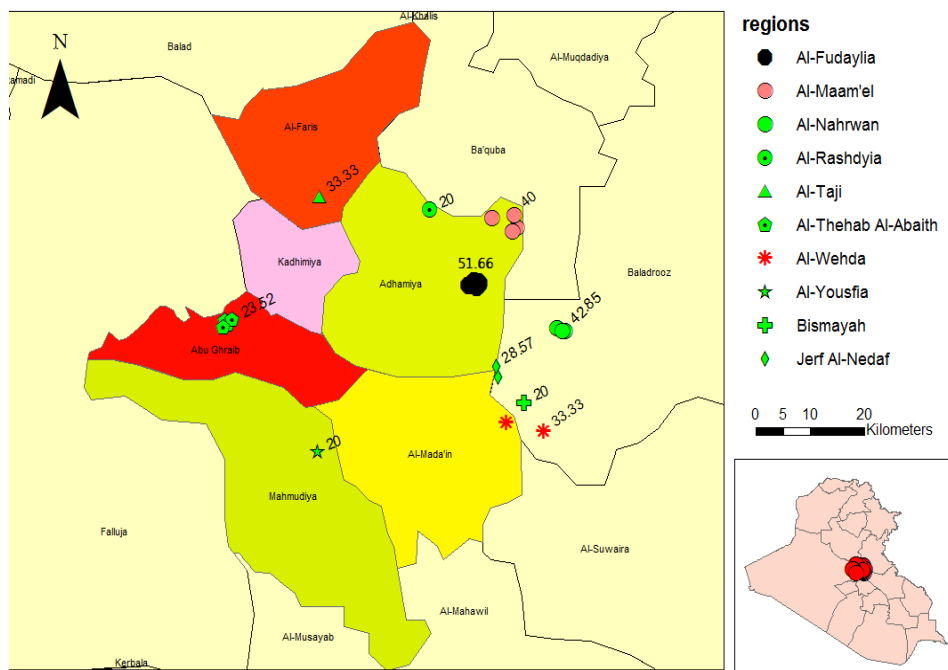 Al-Khalis
N
Balad
Al-Muqdadiya
Al-Faris
Ba'quba
33.33
20
40
Kadhimiya
51.66
Adhamiya
Baladrooz
23.52
42.85
Abu Ghraib
28.57
20
33.33
20
Al-Mada'in
Mahmudiya
Falluja
Al-Suwaira
Al-Mahawil
Al-Musayab
Kerbala
regions
Al-Fudaylia
Al-Maam'el
Al-Nahrwan
Al-Rashdyia
Al-Taji
Al-Thehab Al-Abaith
Al-Wehda
Al-Yousfia
Bismayah
Jerf Al-Nedaf
0 5 10 20
Kilometers